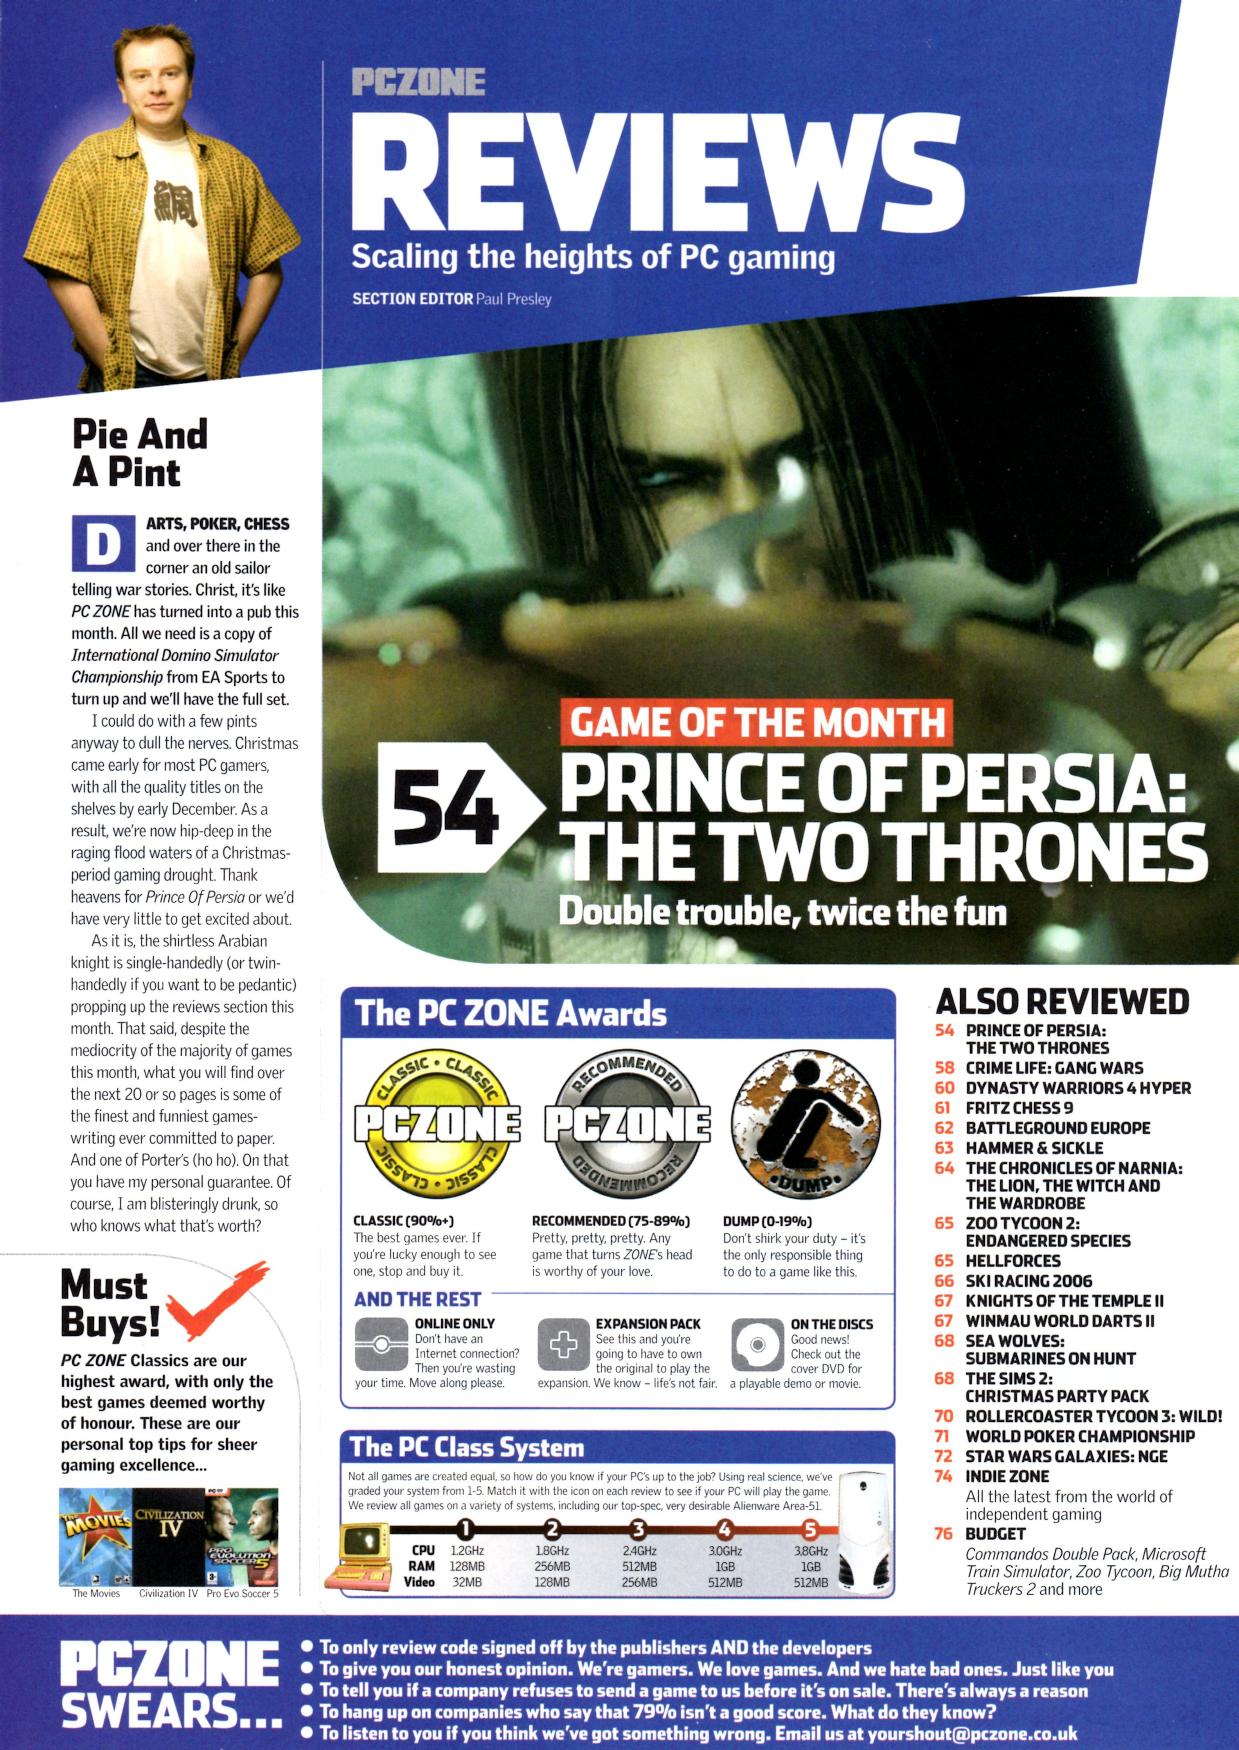 PCZONE
REVIEWS
Scaling the heights of PC gaming
SECTION EDITOR Paul Presley
Pie And
A Pint
DARTS, POKER, CHESS
and over there in the
corner an old sailor
telling war stories. Christ, it's like
PC ZONE has turned into a pub this
month. All we need is a copy of
International Domino Simulator
Championship from EA Sports to
turn up and we'll have the full set.
I could do with a few pints
anyway to dull the nerves. Christmas
came early for most PC gamers,
with all the quality titles on the
shelves by early December. As a
result, we're now hip-deep in the
raging flood waters of a Christmas-
period gaming drought. Thank
heavens for Prince Of Persia or we'd
have very little to get excited about.
As it is, the shirtless Arabian
knight is single-handedly (or twin-
handedly if you want to be pedantic)
propping up the reviews section this
month. That said, despite the
mediocrity of the majority of games
this month, what you will find over
the next 20 or so pages is some of
the finest and funniest games-
writing ever committed to paper.
And one of Porter's (ho ho). On that
you have my personal guarantee. Of
course, I am blisteringly drunk, so
who knows what that's worth?
Must
Buys!
PC ZONE Classics are our
highest award, with only the
best games deemed worthy
of honour. These are our
personal top tips for sheer
gaming excellence...
THE MOVIES
CIVILIZATION
IV
PRO
EVOLUTION
SOCCER 5
The Movies Civilization IV Pro Evo Soccer 5
GAME OF THE MONTH
54
PRINCE OF PERSIA:
THE TWO THRONES
Double trouble, twice the fun
The PC ZONE Awards
CLASSIC • CLASSIC
PCZONE
CLASSIC • CLASSIC
RECOMMENDED
PCZONE
RECOMMENDED
•DUMP•
CLASSIC (90%+)
The best games ever. If
you're lucky enough to see
one, stop and buy it.
RECOMMENDED (75-89%)
Pretty, pretty, pretty. Any
game that turns ZONE's head
is worthy of your love.
DUMP (0-19%)
Don't shirk your duty – it's
the only responsible thing
to do to a game like this.
AND THE REST
ONLINE ONLY
Don't have an
Internet connection?
Then you're wasting
your time. Move along please.
EXPANSION PACK
See this and you're
going to have to own
the original to play the
expansion. We know – life's not fair.
ON THE DISCS
Good news!
Check out the
cover DVD for
a playable demo or movie.
The PC Class System
Not all games are created equal, so how do you know if your PC's up to the job? Using real science, we've
graded your system from 1-5. Match it with the icon on each review to see if your PC will play the game.
We review all games on a variety of systems, including our top-spec, very desirable Alienware Area-51.
1 2 3 4 5
CPU 1.2GHz 1.8GHz 2.4GHz 3.0GHz 3.8GHz
RAM 128MB 256MB 512MB 1GB 1GB
Video 32MB 128MB 256MB 512MB 512MB
ALSO REVIEWED
54 PRINCE OF PERSIA:
THE TWO THRONES
58 CRIME LIFE: GANG WARS
60 DYNASTY WARRIORS 4 HYPER
61 FRITZ CHESS 9
62 BATTLEGROUND EUROPE
63 HAMMER & SICKLE
64 THE CHRONICLES OF NARNIA:
THE LION, THE WITCH AND
THE WARDROBE
65 ZOO TYCOON 2:
ENDANGERED SPECIES
65 HELLFORCES
66 SKI RACING 2006
67 KNIGHTS OF THE TEMPLE II
67 WINMAU WORLD DARTS II
68 SEA WOLVES:
SUBMARINES ON HUNT
68 THE SIMS 2:
CHRISTMAS PARTY PACK
70 ROLLERCOASTER TYCOON 3: WILD!
71 WORLD POKER CHAMPIONSHIP
72 STAR WARS GALAXIES: NGE
74 INDIE ZONE
All the latest from the world of
independent gaming
76 BUDGET
Commandos Double Pack, Microsoft
Train Simulator, Zoo Tycoon, Big Mutha
Truckers 2 and more
PCZONE
SWEARS...
● To only review code signed off by the publishers AND the developers
● To give you our honest opinion. We're gamers. We love games. And we hate bad ones. Just like you
● To tell you if a company refuses to send a game to us before it's on sale. There's always a reason
● To hang up on companies who say that 79% isn't a good score. What do they know?
● To listen to you if you think we've got something wrong. Email us at yourshout@pczone.co.uk